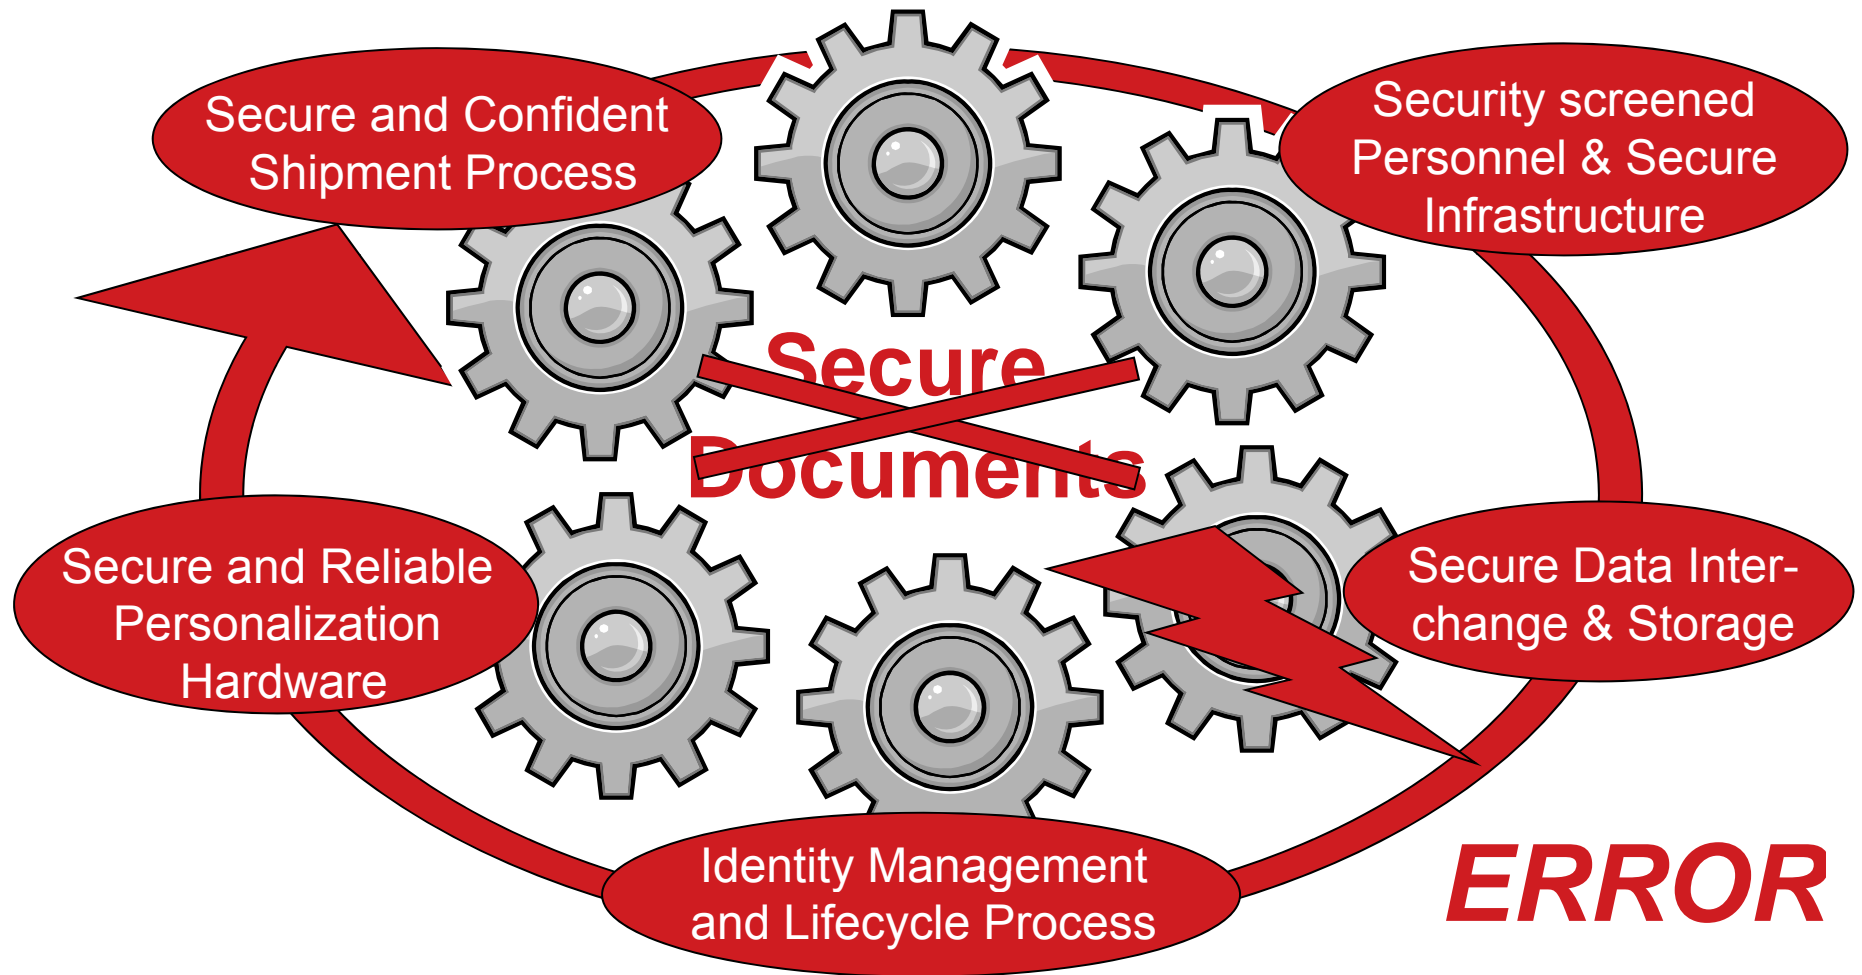 Secure and Confident
Shipment Process
Security screened
Personnel & Secure
Infrastructure
Secure
Documents
Secure and Reliable
Personalization
Hardware
Secure Data Inter-
change & Storage
Identity Management
and Lifecycle Process
ERROR